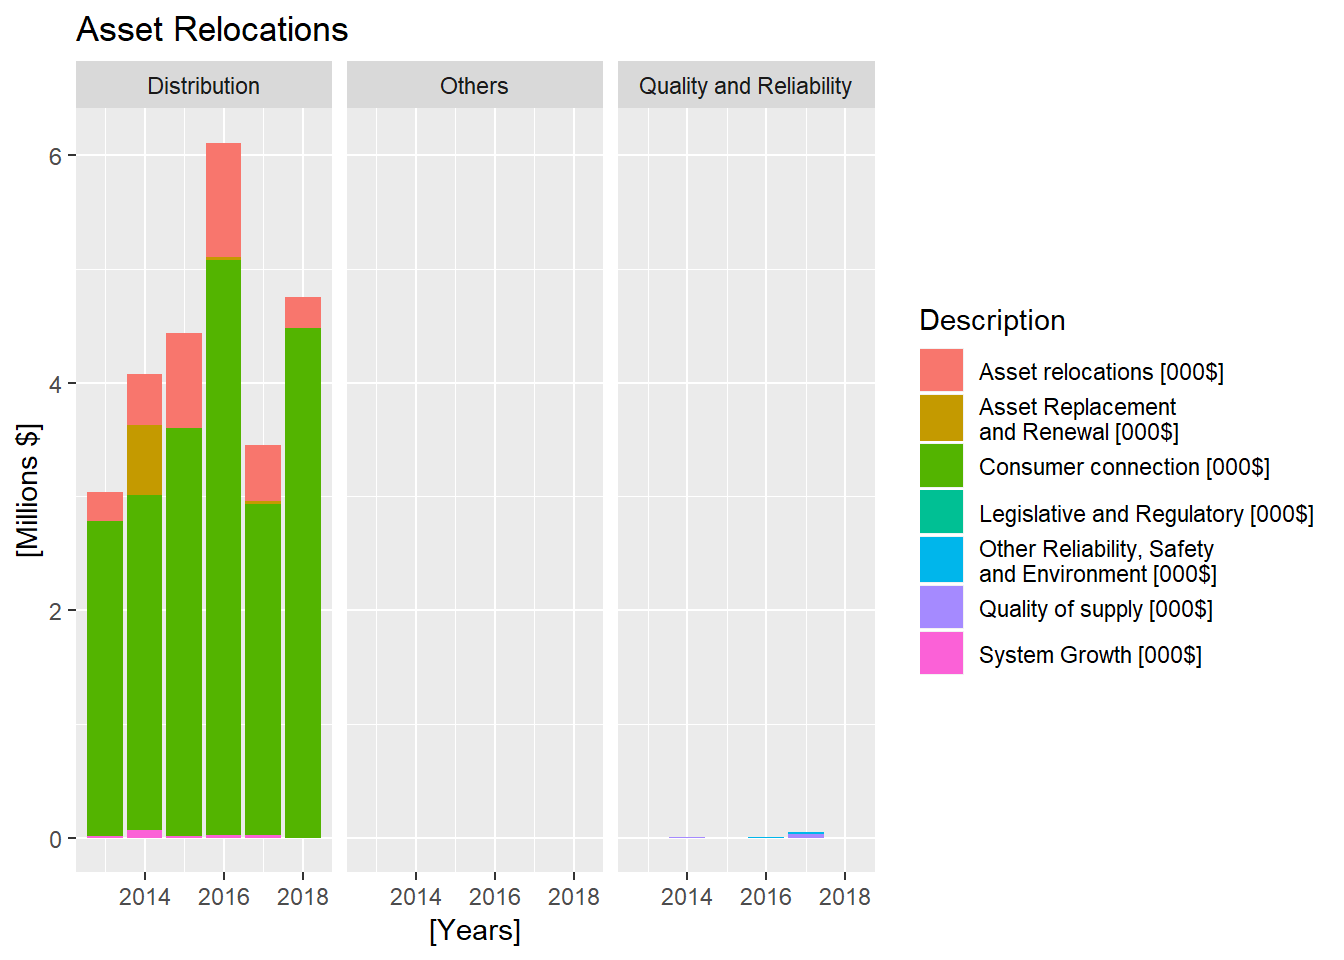 Asset Relocations
Distribution
Others
Quality and Reliability
6
4
2
0
[Millions $]
2014 2016 2018
2014 2016 2018
2014 2016 2018
[Years]
Description
Asset relocations [000$]
Asset Replacement
and Renewal [000$]
Consumer connection [000$]
Legislative and Regulatory [000$]
Other Reliability, Safety
and Environment [000$]
Quality of supply [000$]
System Growth [000$]